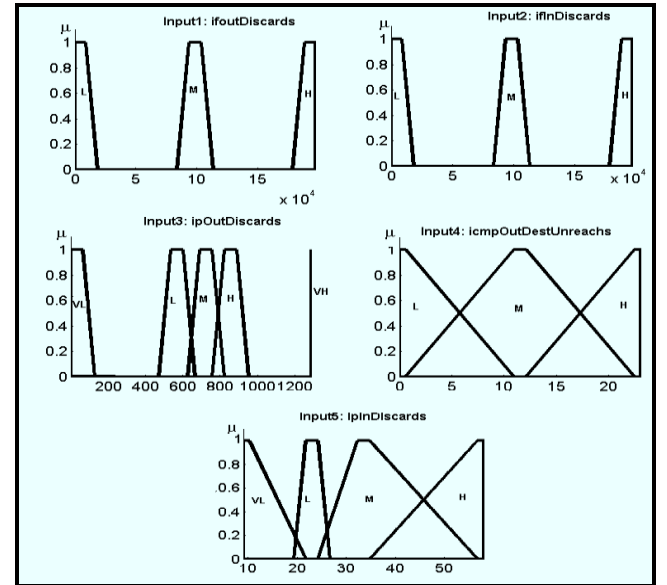 Input1: ifoutDiscards
μ
1
0.8
0.6
0.4
0.2
0
L
M
H
0 5 10 15
x 10^4
Input2: ifInDiscards
μ
1
0.8
0.6
0.4
0.2
0
L
M
H
0 5 10 15
x 10^4
Input3: ipOutDiscards
μ
1
0.8
0.6
0.4
0.2
0
VL
L
M
H
VH
200 400 600 800 1000 1200
Input4: icmpOutDestUnreachs
μ
1
0.8
0.6
0.4
0.2
0
L
M
H
0 5 10 15 20
Input5: ipInDiscards
μ
1
0.8
0.6
0.4
0.2
0
VL
L
M
H
10 20 30 40 50